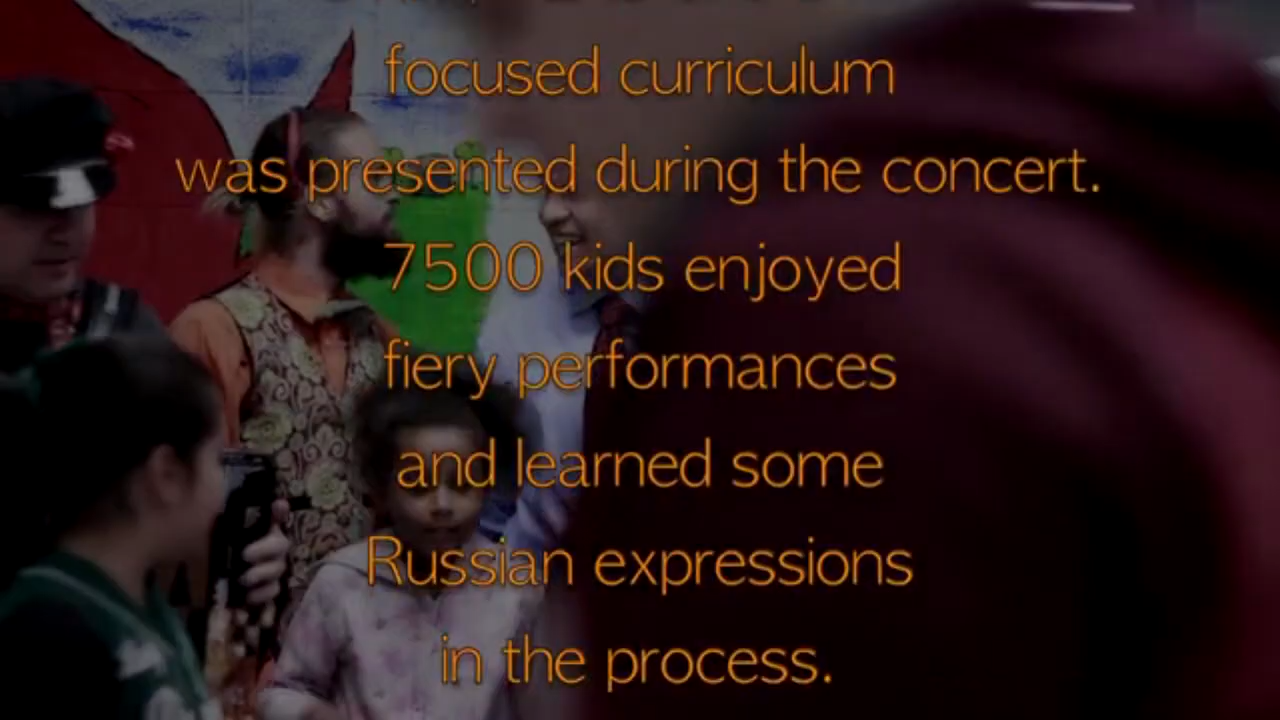 focused curriculum
was presented during the concert.
7500 kids enjoyed
fiery performances
and learned some
Russian expressions
in the process.